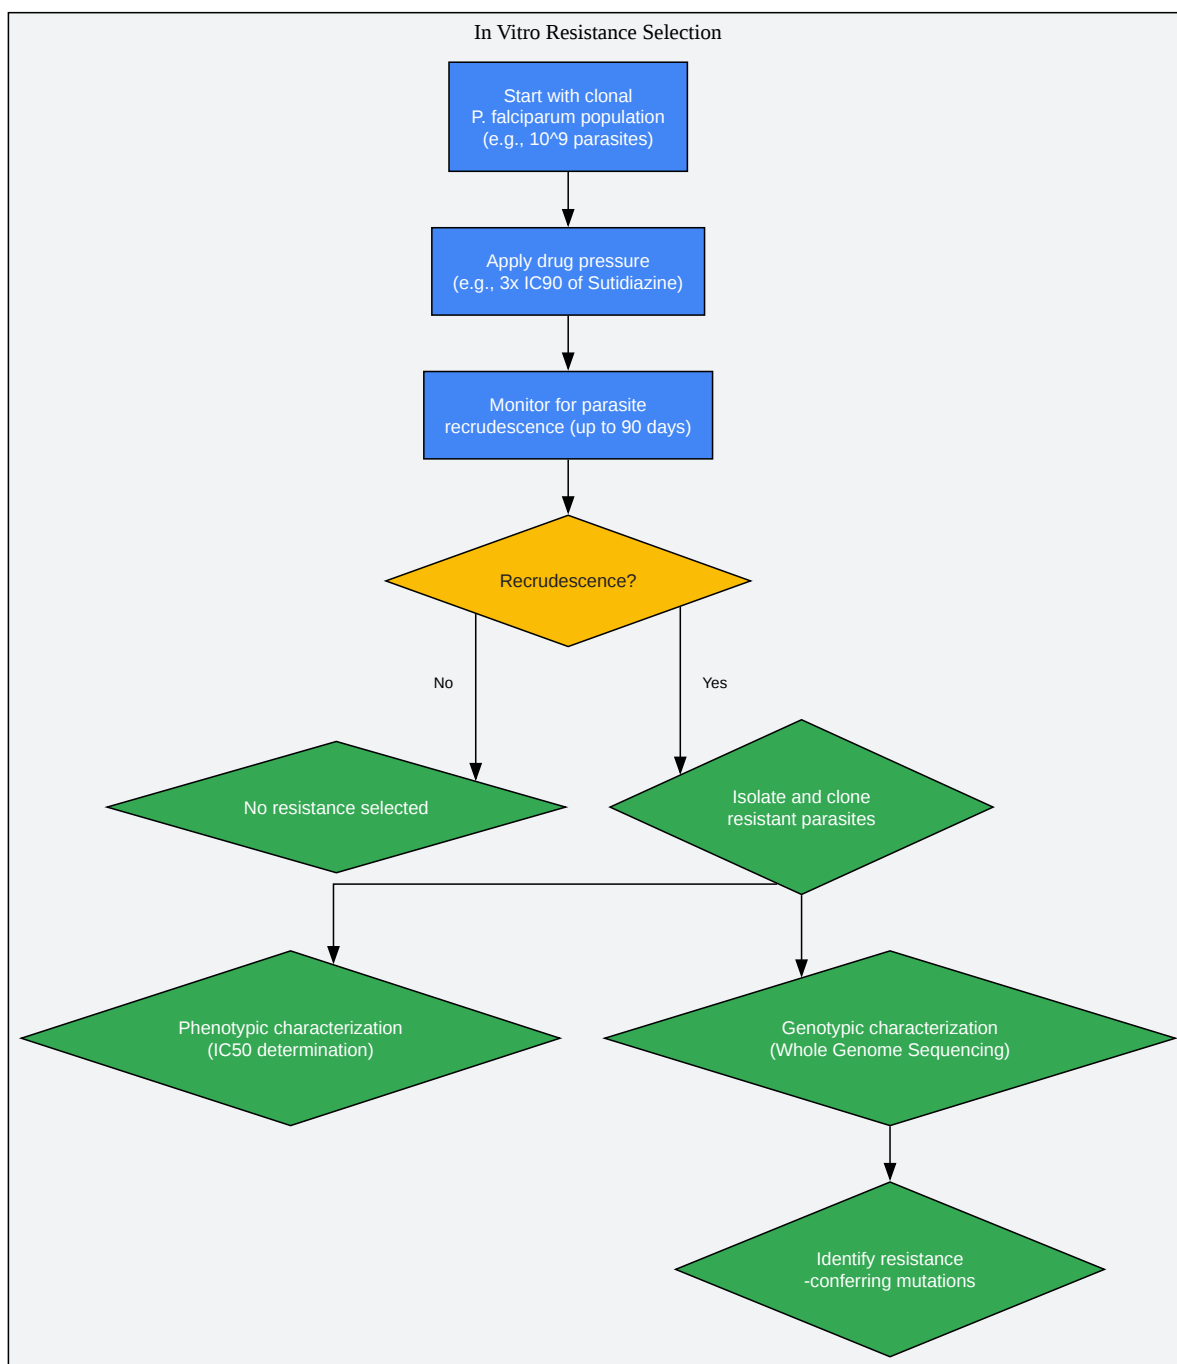 In Vitro Resistance Selection
Start with clonal
P. falciparum population
(e.g., 10^9 parasites)
Apply drug pressure
(e.g., 3x IC90 of Sutidiazine)
Monitor for parasite
recrudescence (up to 90 days)
Recrudescence?
No
Yes
No resistance selected
Isolate and clone
resistant parasites
Phenotypic characterization
(IC50 determination)
Genotypic characterization
(Whole Genome Sequencing)
Identify resistance
-conferring mutations